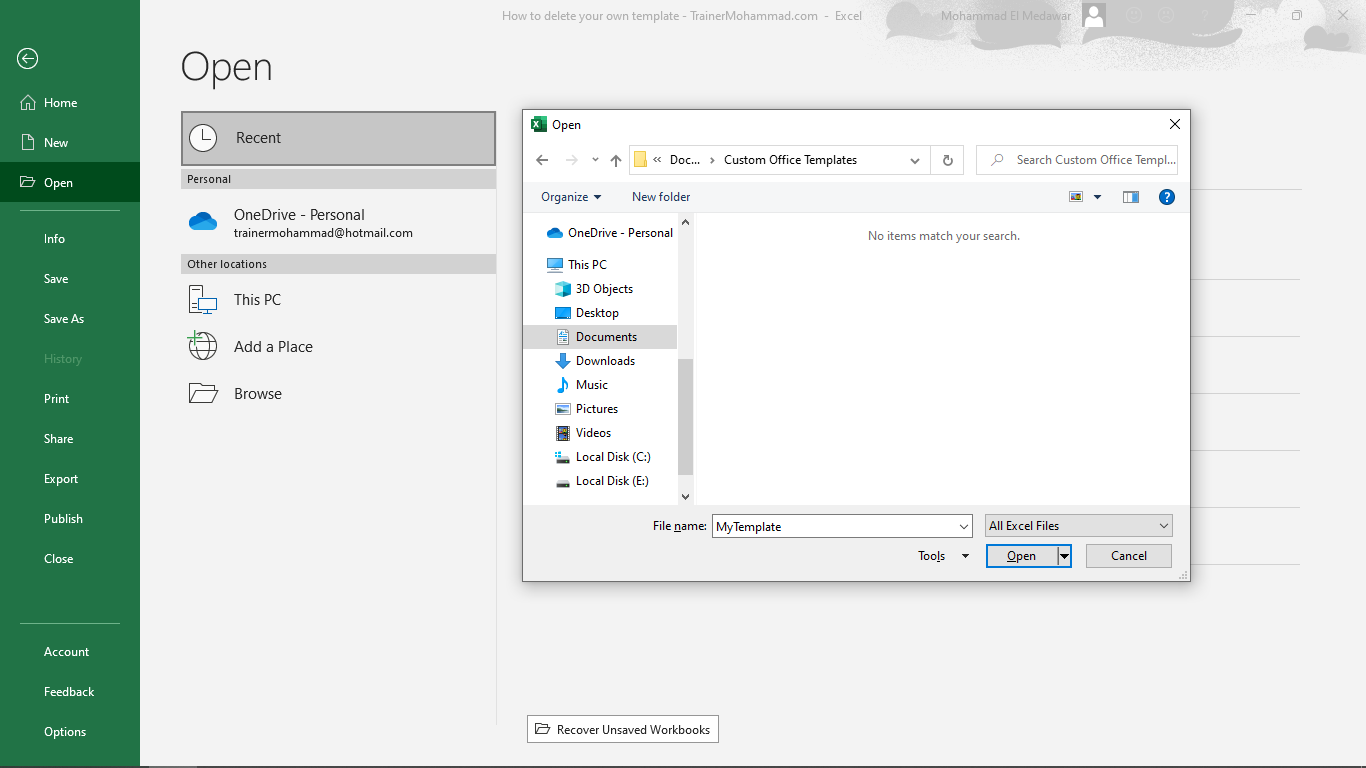 How to delete your own template - TrainerMohammad.com - Excel
Mohammad El Medawar
Home
New
Open
Info
Save
Save As
History
Print
Share
Export
Publish
Close
Account
Feedback
Options
Open
Recent
Personal
OneDrive - Personal
trainermohammad@hotmail.com
Other locations
This PC
Add a Place
Browse
Open
« Doc... › Custom Office Templates
Search Custom Office Templ...
Organize
New folder
?
OneDrive - Personal
This PC
3D Objects
Desktop
Documents
Downloads
Music
Pictures
Videos
Local Disk (C:)
Local Disk (E:)
No items match your search.
File name: MyTemplate
All Excel Files
Tools
Open
Cancel
Recover Unsaved Workbooks